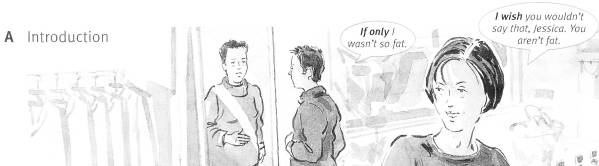 A Introduction
If only I
wasn't so fat.
I wish you wouldn't
say that, Jessica. You
aren't fat.